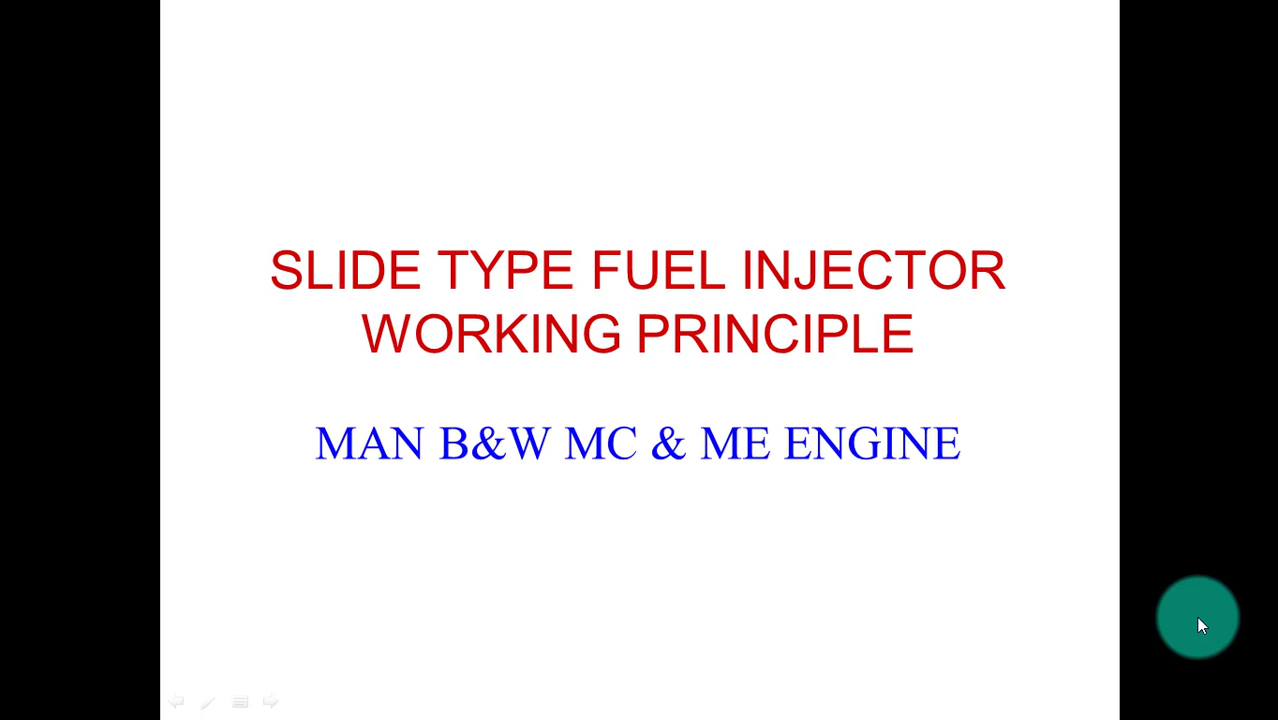 SLIDE TYPE FUEL INJECTOR
WORKING PRINCIPLE
MAN B&W MC & ME ENGINE